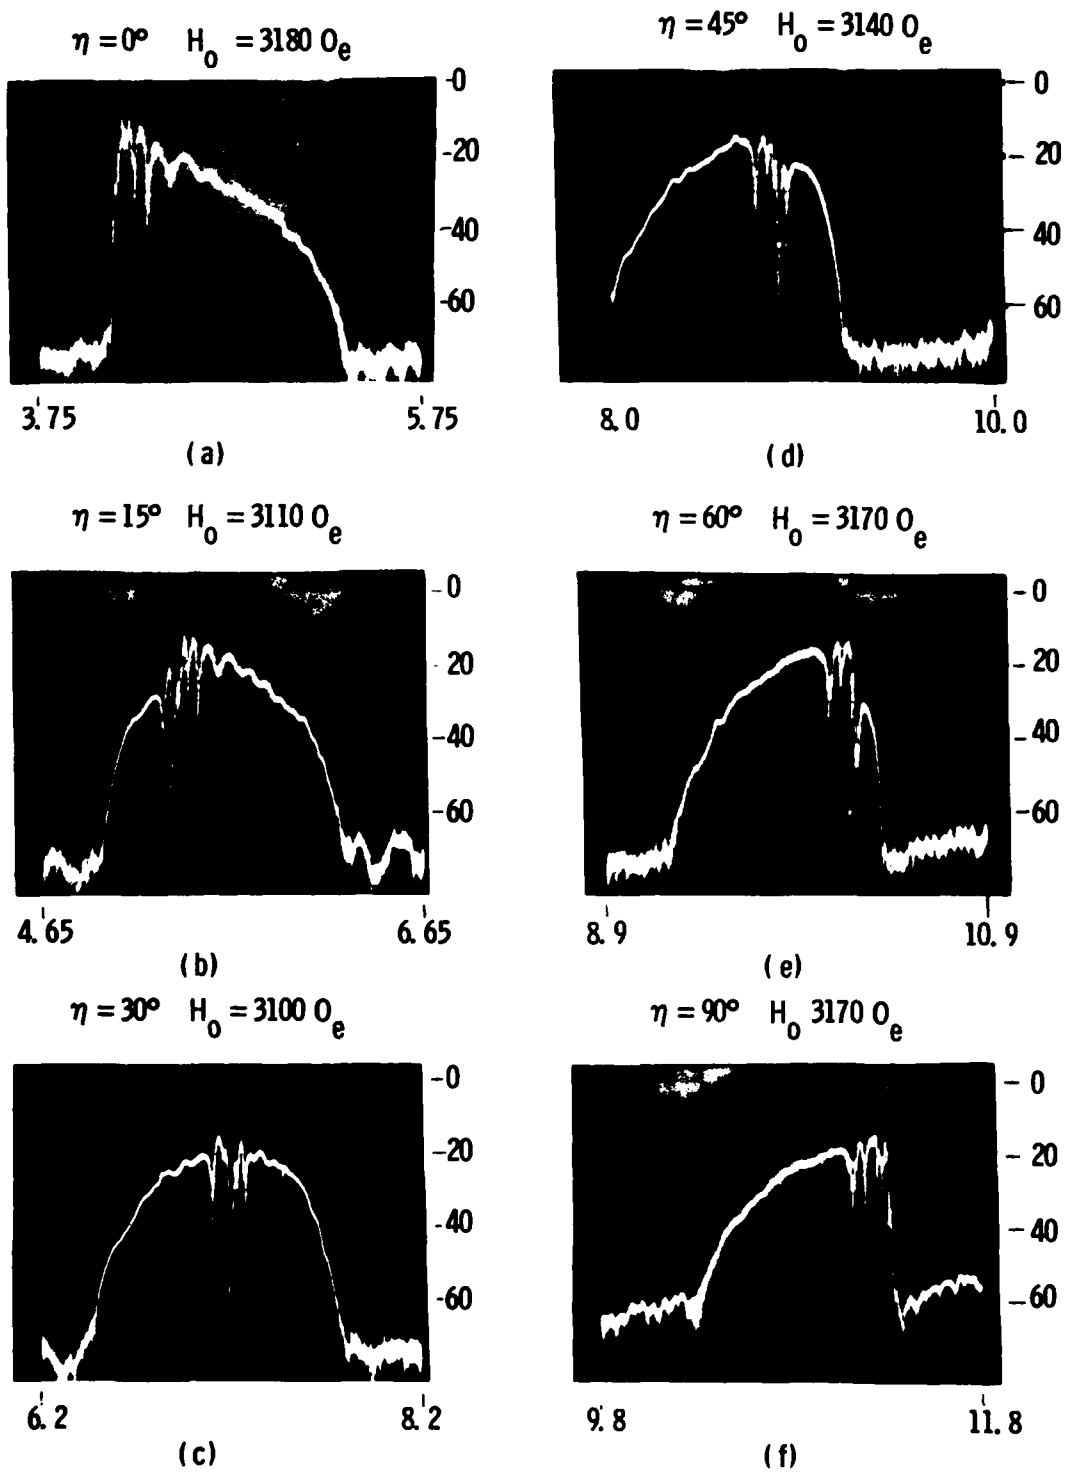 η = 0° H₀ = 3180 Oₑ
-0
-20
-40
-60
3.75 5.75
(a)
η = 15° H₀ = 3110 Oₑ
-0
-20
-40
-60
4.65 6.65
(b)
η = 30° H₀ = 3100 Oₑ
-0
-20
-40
-60
6.2 8.2
(c)
η = 45° H₀ = 3140 Oₑ
-0
-20
-40
-60
8.0 10.0
(d)
η = 60° H₀ = 3170 Oₑ
-0
-20
-40
-60
8.9 10.9
(e)
η = 90° H₀ 3170 Oₑ
-0
-20
-40
-60
9.8 11.8
(f)